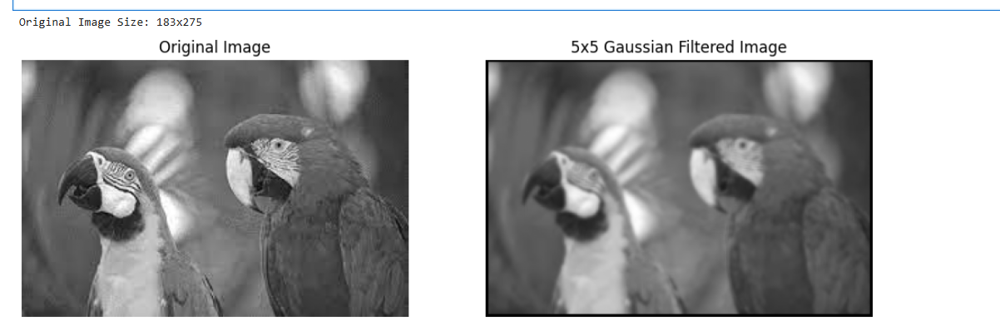 Original Image Size: 183x275
Original Image
5x5 Gaussian Filtered Image